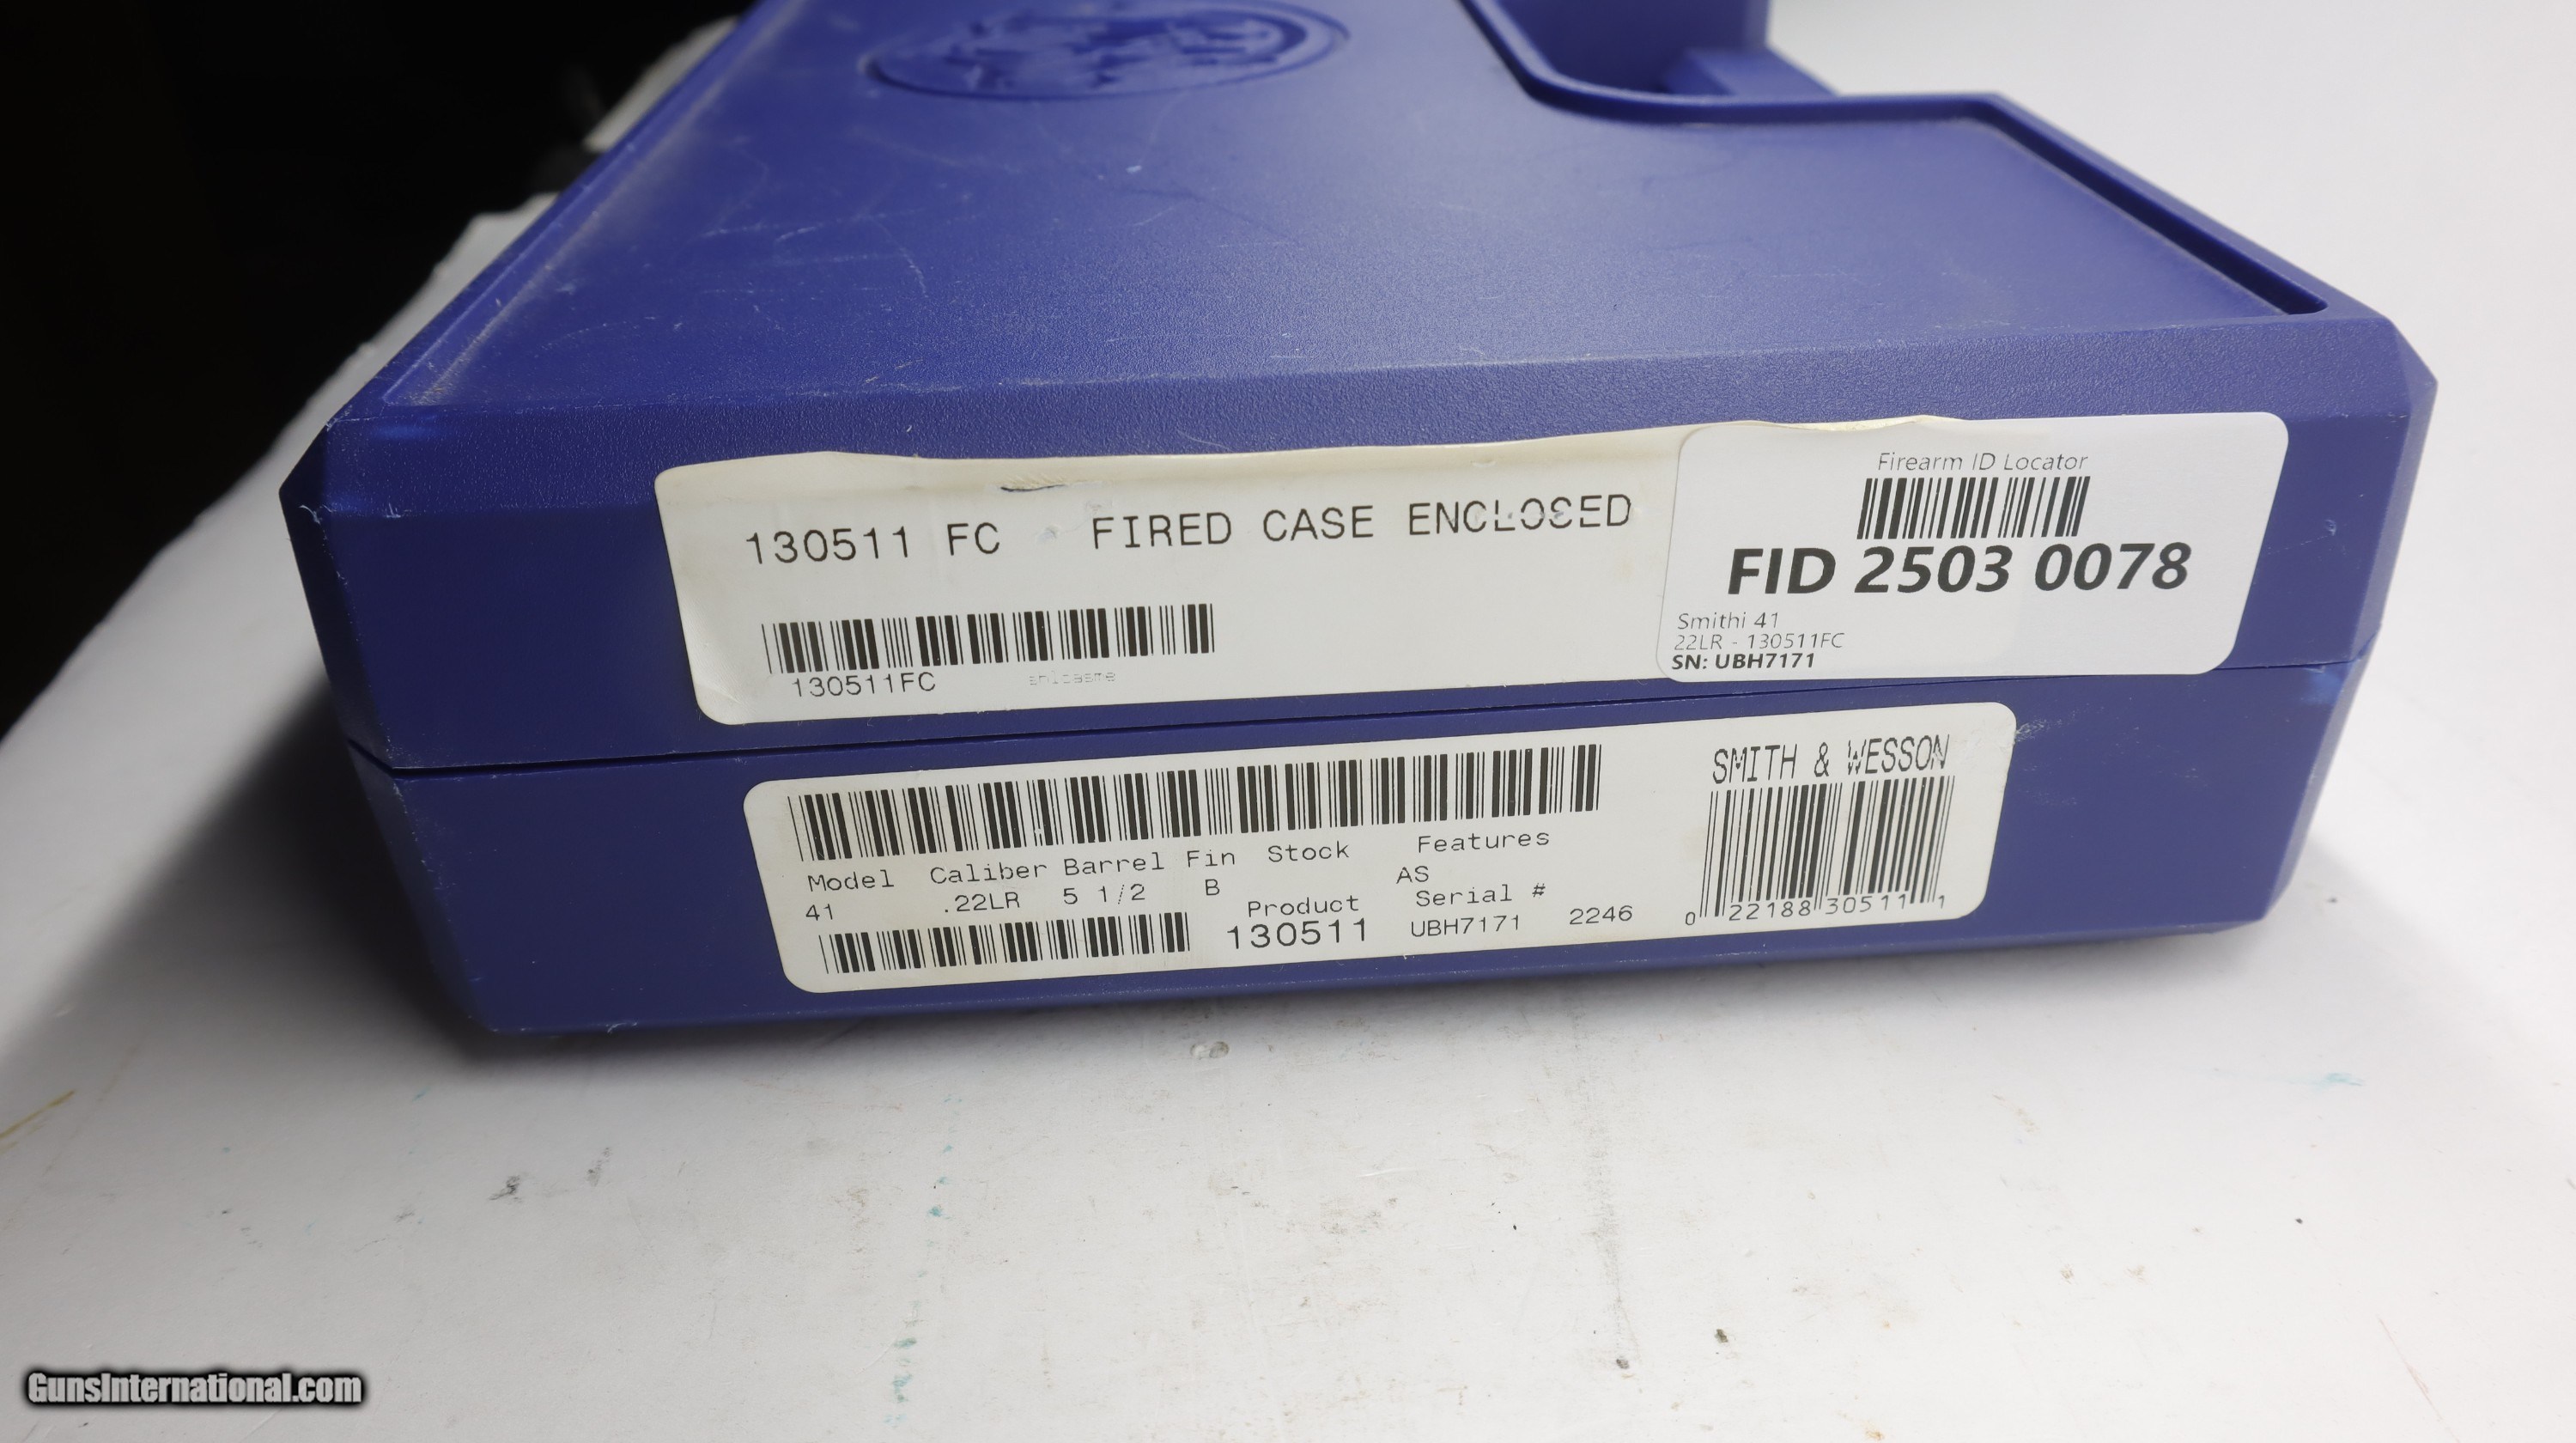 130511 FC FIRED CASE ENCLOSED
130511FC
Firearm ID Locator
FID 2503 0078
Smithi 41
22LR - 130511FC
SN: UBH7171
Model Caliber Barrel Fin Stock Features
41 .22LR 5 1/2 B AS
Product Serial #
130511 UBH7171 2246
SMITH & WESSON
0 22188 30511 1
GunsInternational.com